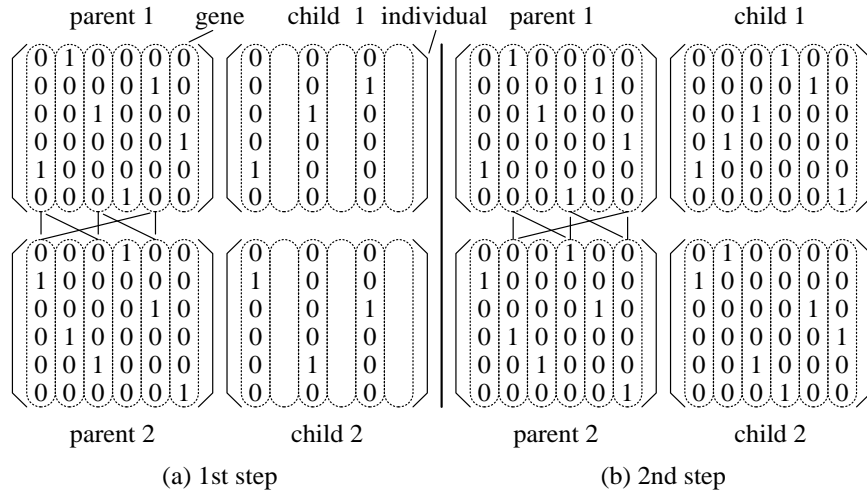 parent 1 gene child 1 individual parent 1 child 1
0 1 0 0 0 0 0 0 0 0 1 0 0 0 0 0 0 0 0 1 0 0
0 0 0 0 1 0 0 0 1 0 0 0 0 1 0 0 0 0 0 0 1 0
0 0 1 0 0 0 0 1 0 0 0 1 0 0 0 0 0 1 0 0 0
0 0 0 0 0 1 0 0 0 0 0 0 0 0 1 0 1 0 0 0 0
1 0 0 0 0 0 1 0 0 1 0 0 0 0 0 1 0 0 0 0 0
0 0 0 1 0 0 0 0 0 0 0 0 1 0 0 0 0 0 0 0 1
0 0 0 1 0 0 0 0 0 0 0 0 1 0 0 0 1 0 0 0 0
1 0 0 0 0 0 1 0 0 1 0 0 0 0 0 1 0 0 0 0 0
0 0 0 0 1 0 0 0 1 0 0 0 0 1 0 0 0 0 0 1 0
0 1 0 0 0 0 0 0 0 0 1 0 0 0 0 0 0 0 0 0 1
0 0 1 0 0 0 0 1 0 0 0 1 0 0 0 0 0 1 0 0 0
0 0 0 0 0 1 0 0 0 0 0 0 0 0 1 0 0 0 1 0 0
parent 2 child 2 parent 2 child 2
(a) 1st step (b) 2nd step